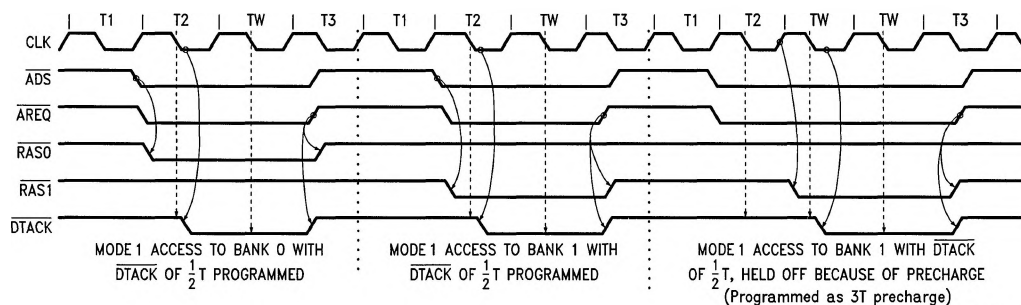 T1 T2 TW T3 T1 T2 TW T3 T1 T2 TW TW T3
CLK
ADS
AREQ
RAS0
RAS1
DTACK
MODE 1 ACCESS TO BANK 0 WITH
DTACK OF 1/2 T PROGRAMMED
MODE 1 ACCESS TO BANK 1 WITH
DTACK OF 1/2 T PROGRAMMED
MODE 1 ACCESS TO BANK 1 WITH DTACK
OF 1/2 T, HELD OFF BECAUSE OF PRECHARGE
(Programmed as 3T precharge)